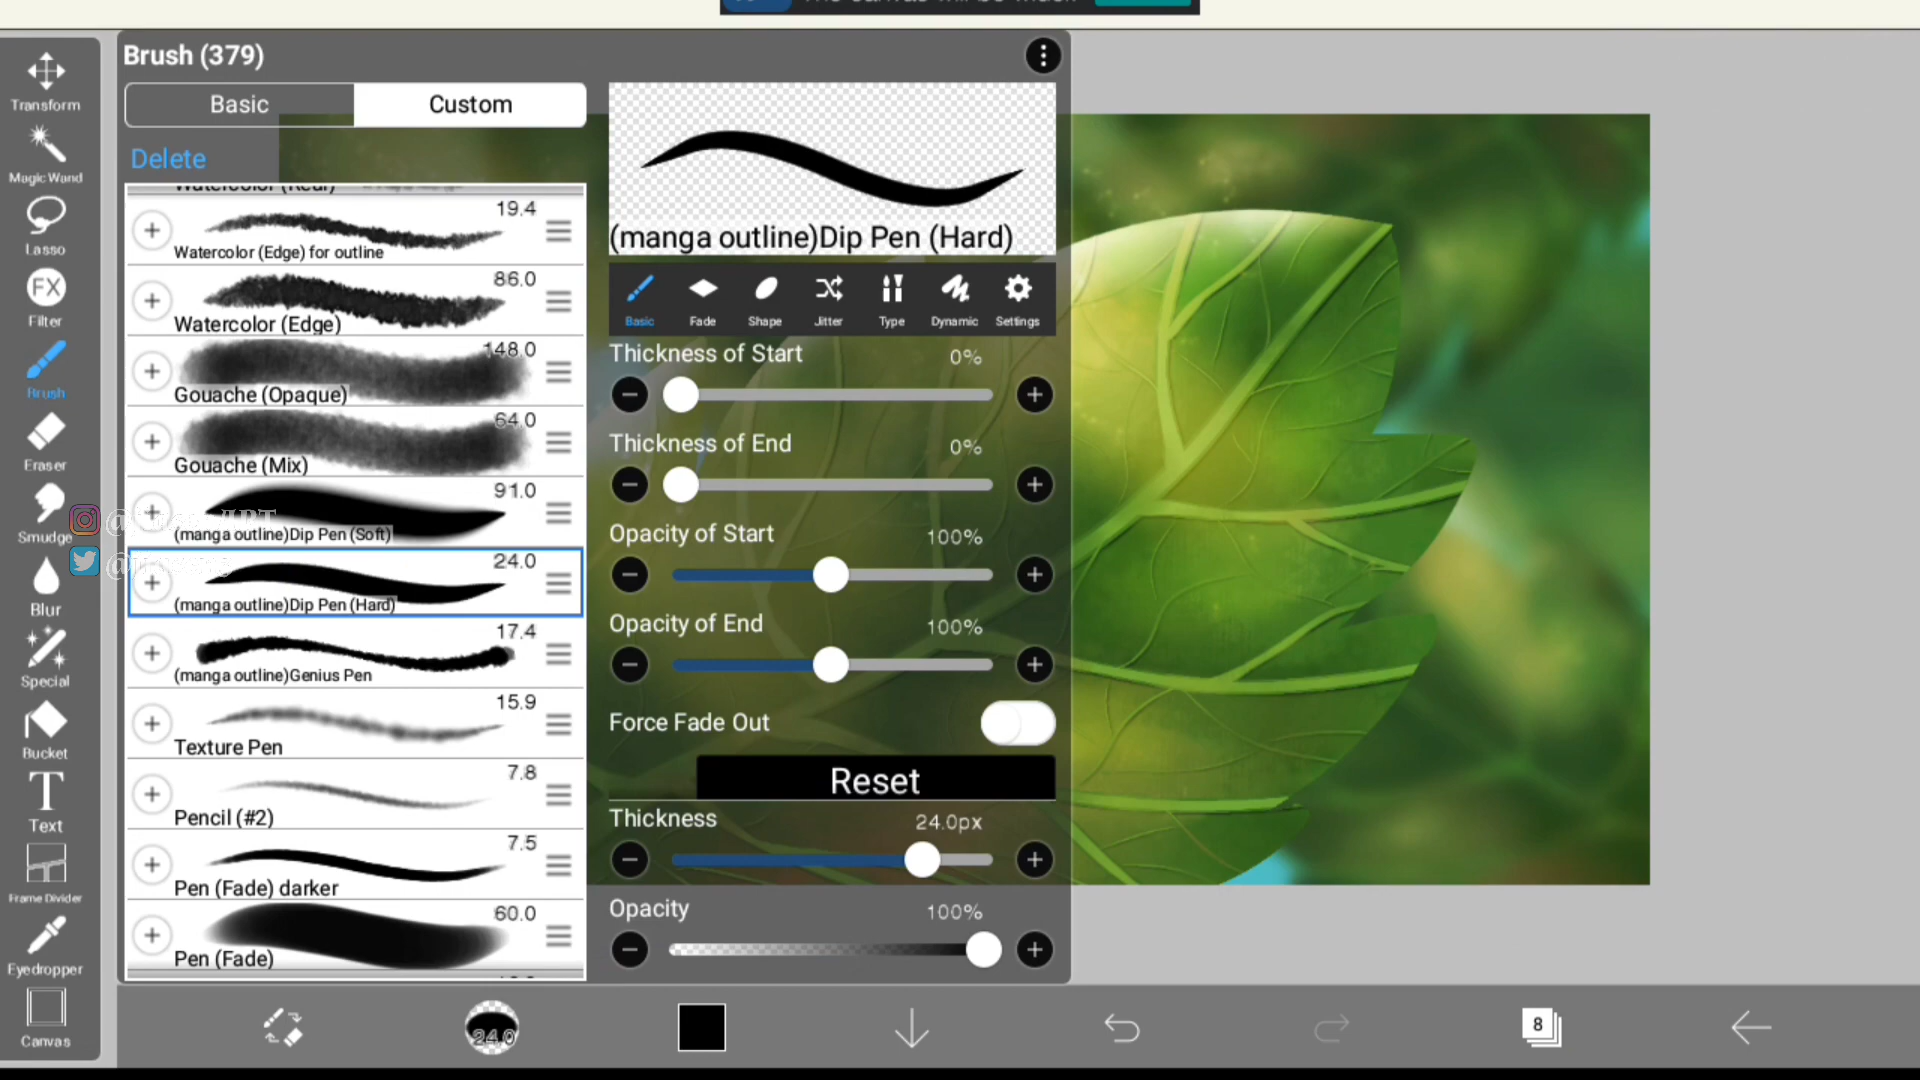 Brush (379)
Basic
Custom
Delete
Watercolor (Real)
19.4
Watercolor (Edge) for outline
86.0
Watercolor (Edge)
148.0
Gouache (Opaque)
64.0
Gouache (Mix)
91.0
(manga outline)Dip Pen (Soft)
24.0
(manga outline)Dip Pen (Hard)
17.4
(manga outline)Genius Pen
15.9
Texture Pen
7.8
Pencil (#2)
7.5
Pen (Fade) darker
60.0
Pen (Fade)
Transform
Magic Wand
Lasso
FX
Filter
Brush
Eraser
Smudge
Blur
Special
Bucket
T
Text
Frame Divider
Eyedropper
Canvas
(manga outline)Dip Pen (Hard)
Basic
Fade
Shape
Jitter
Type
Dynamic
Settings
Thickness of Start
0%
Thickness of End
0%
Opacity of Start
100%
Opacity of End
100%
Force Fade Out
Reset
Thickness
24.0px
Opacity
100%
24.0
8